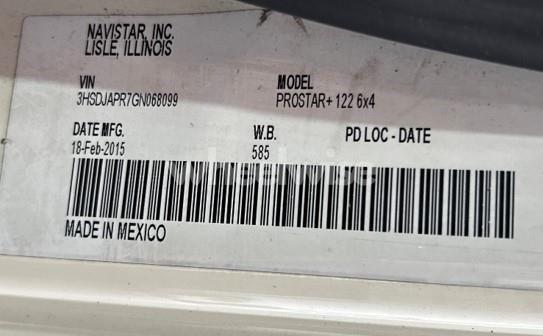 NAVISTAR, INC.
LISLE, ILLINOIS
VIN MODEL
3HSDJAPR7GN068099 PROSTAR+ 122 6x4
DATE MFG. W.B. PD LOC - DATE
18-Feb-2015 585
wheelwise
MADE IN MEXICO